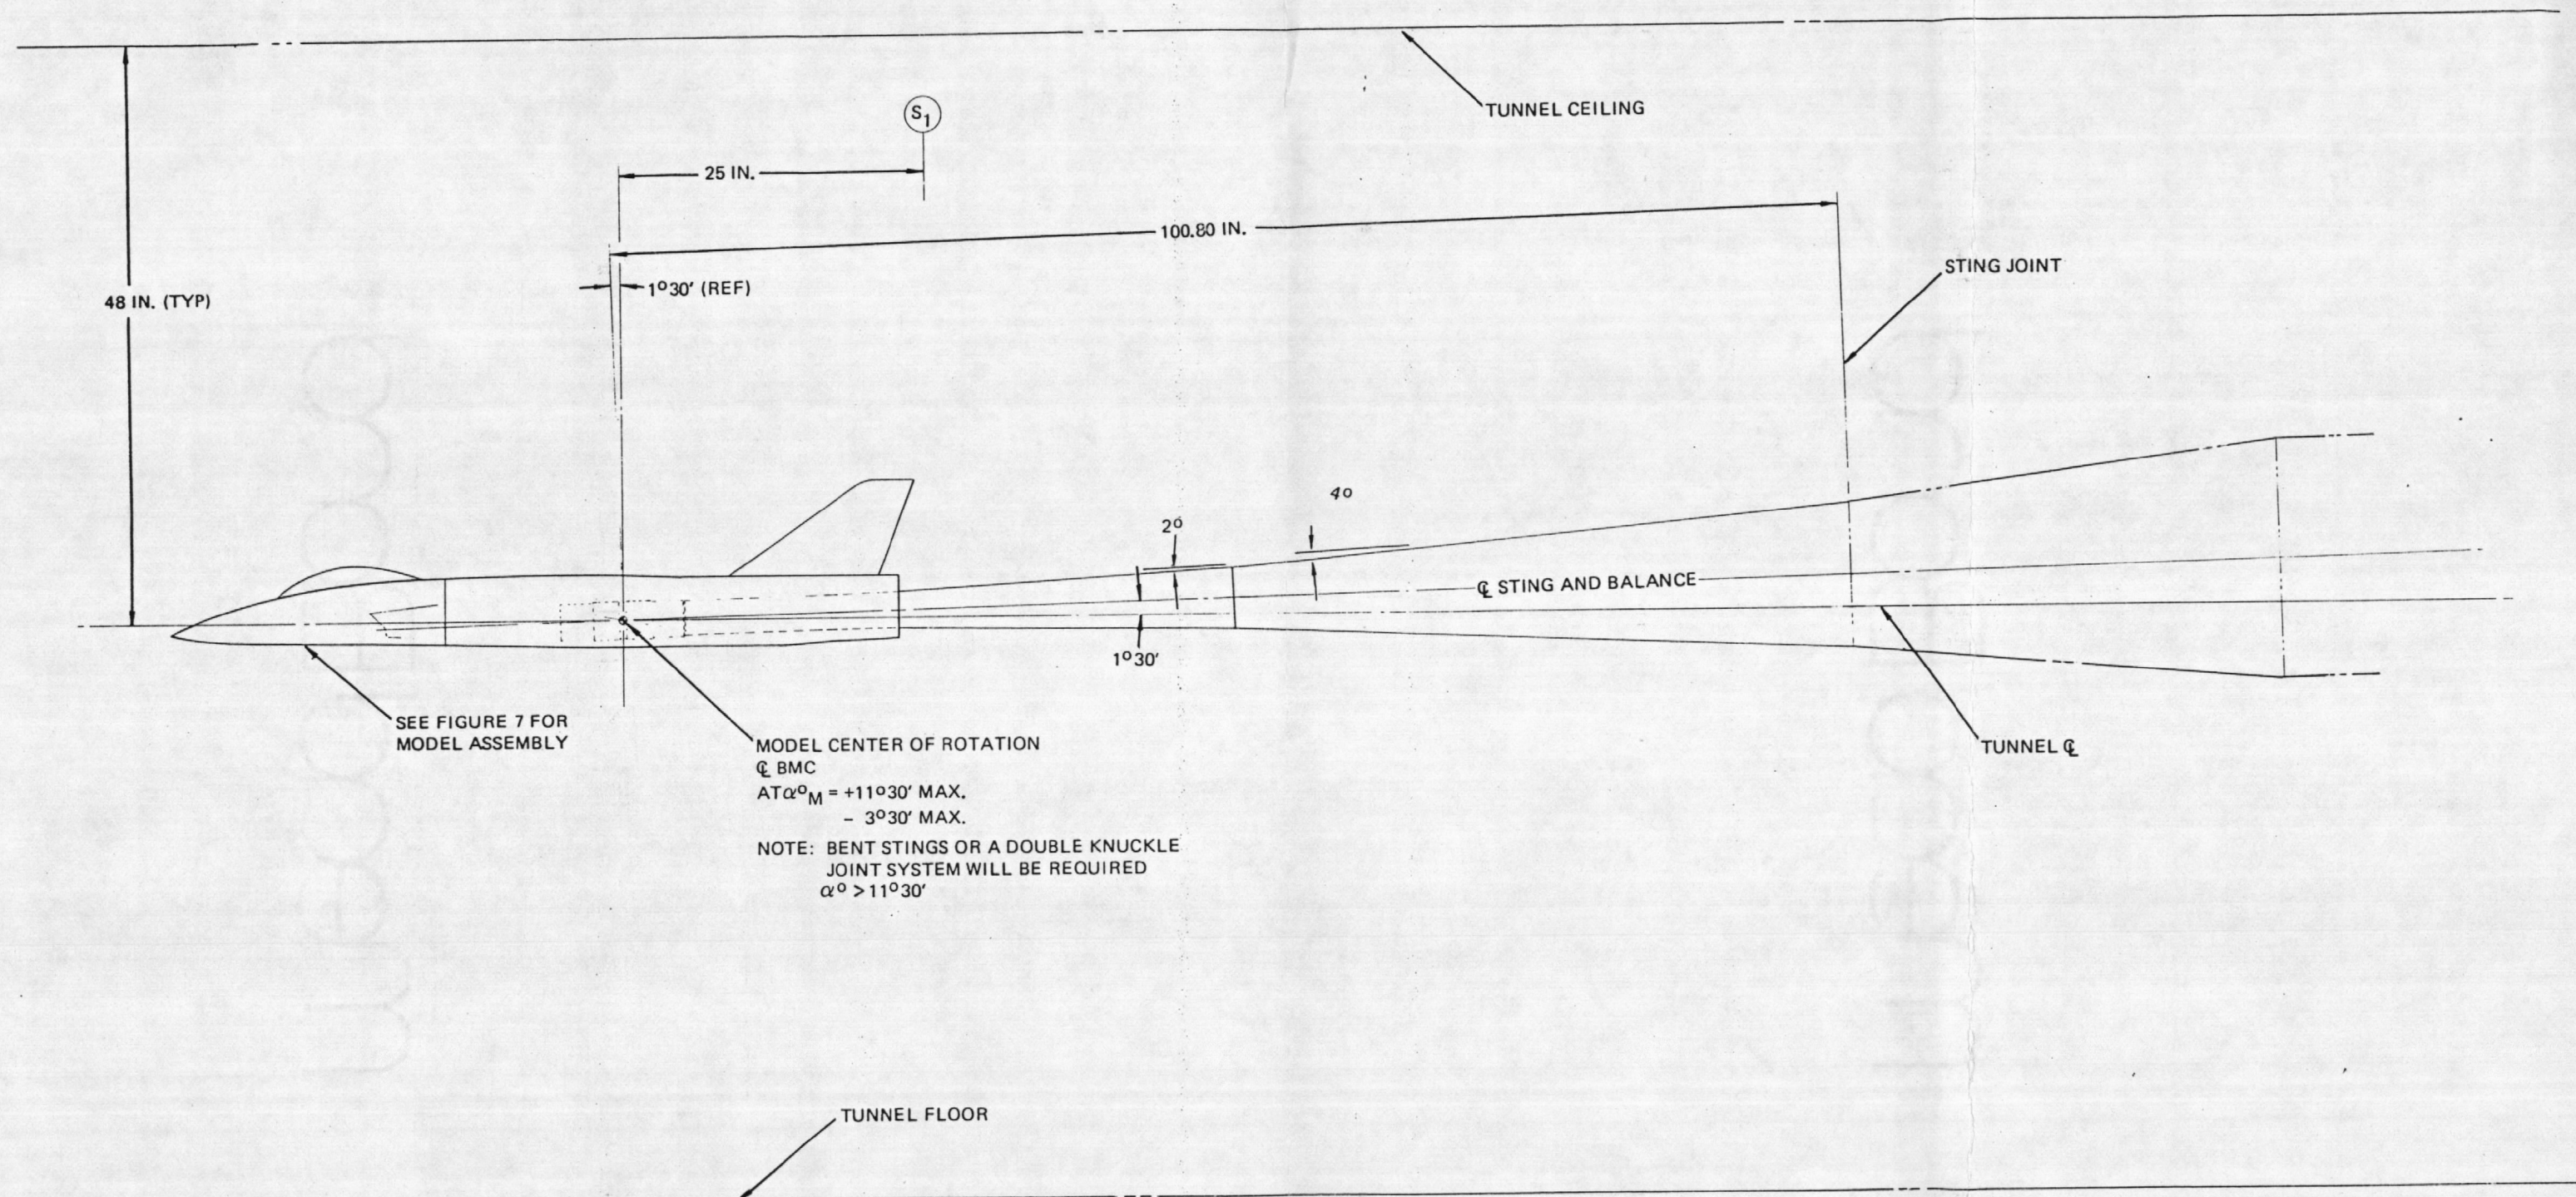 TUNNEL CEILING
S1
25 IN.
100.80 IN.
STING JOINT
1°30′ (REF)
48 IN. (TYP)
4°
2°
℄ STING AND BALANCE
1°30′
SEE FIGURE 7 FOR
MODEL ASSEMBLY
MODEL CENTER OF ROTATION
℄ BMC
AT α°M = +11°30′ MAX.
– 3°30′ MAX.
NOTE: BENT STINGS OR A DOUBLE KNUCKLE
JOINT SYSTEM WILL BE REQUIRED
α° > 11°30′
TUNNEL ℄
TUNNEL FLOOR